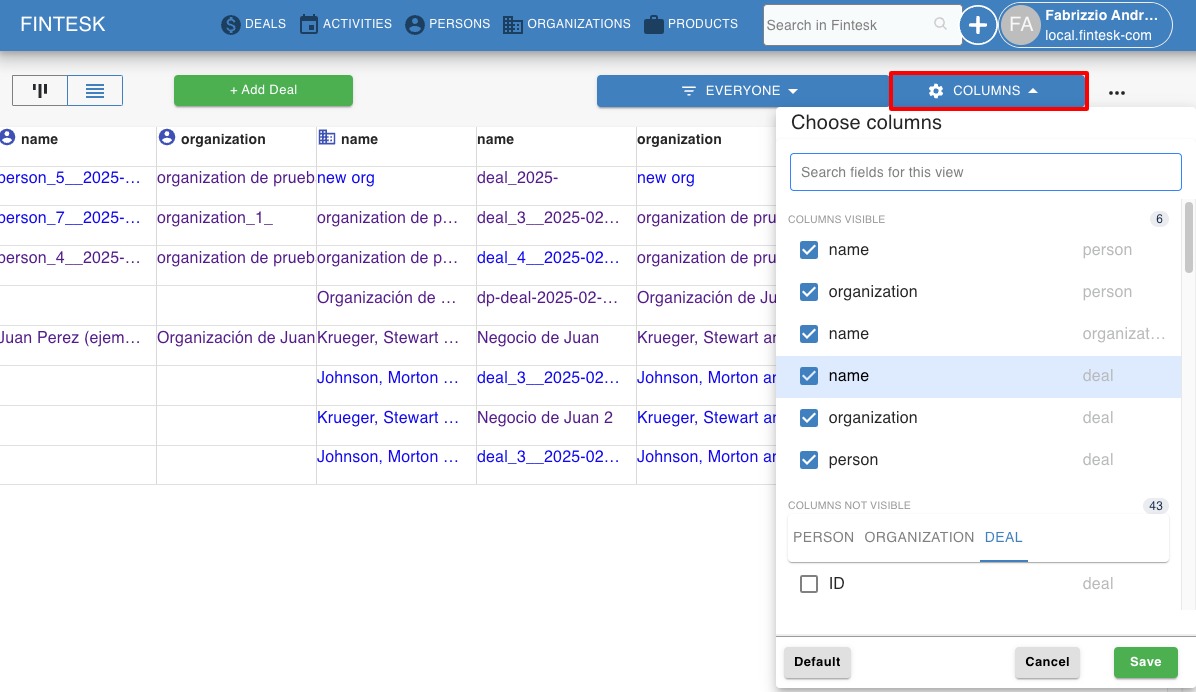 FINTESK
DEALS
ACTIVITIES
PERSONS
ORGANIZATIONS
PRODUCTS
Search in Fintesk
FA
Fabrizzio Andr...
local.fintesk-com
+ Add Deal
EVERYONE
COLUMNS
name
organization
name
name
organization
person_5__2025-...
organization de prueb
new org
deal_2025-
new org
person_7__2025-...
organization_1_
organization de p...
deal_3__2025-02...
organization de pru
person_4__2025-...
organization de prueb
organization de p...
deal_4__2025-02...
organization de pru
Organización de ...
dp-deal-2025-02-...
Organización de Ju
Juan Perez (ejem...
Organización de Juan
Krueger, Stewart ...
Negocio de Juan
Krueger, Stewart an
Johnson, Morton ...
deal_3__2025-02...
Johnson, Morton an
Krueger, Stewart ...
Negocio de Juan 2
Krueger, Stewart an
Johnson, Morton ...
deal_3__2025-02...
Johnson, Morton an
Choose columns
Search fields for this view
COLUMNS VISIBLE 6
name person
organization person
name organizat...
name deal
organization deal
person deal
COLUMNS NOT VISIBLE 43
PERSON ORGANIZATION DEAL
ID deal
Default Cancel Save